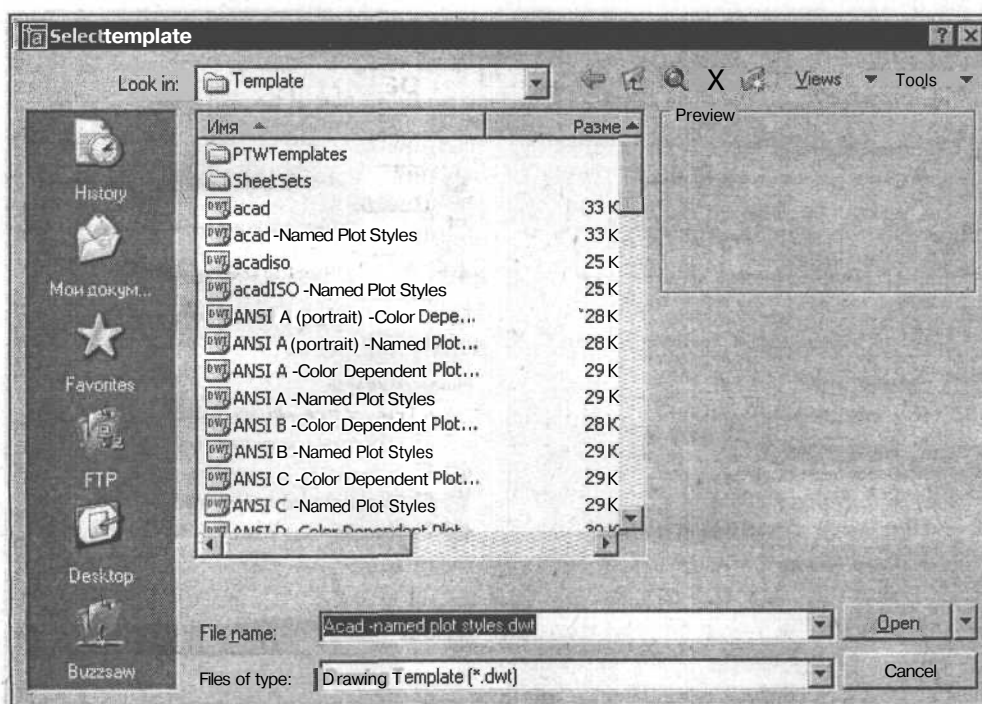 Select template
Look in: Template X Views Tools
Имя Разме Preview
PTWTemplates
SheetSets
acad 33 K
acad -Named Plot Styles 33 K
acadiso 25 K
acadISO -Named Plot Styles 25 K
ANSI A (portrait) -Color Depe... 28 K
ANSI A (portrait) -Named Plot... 28 K
ANSI A -Color Dependent Plot... 29 K
ANSI A -Named Plot Styles 29 K
ANSI B -Color Dependent Plot... 28 K
ANSI B -Named Plot Styles 29 K
ANSI C -Color Dependent Plot... 29 K
ANSI C -Named Plot Styles 29 K
ANSI D -Color Dependent Plot
History
Мои докум...
Favorites
FTP
Desktop
Buzzsaw
File name: Acad -named plot styles.dwt Open
Files of type: Drawing Template (*.dwt) Cancel